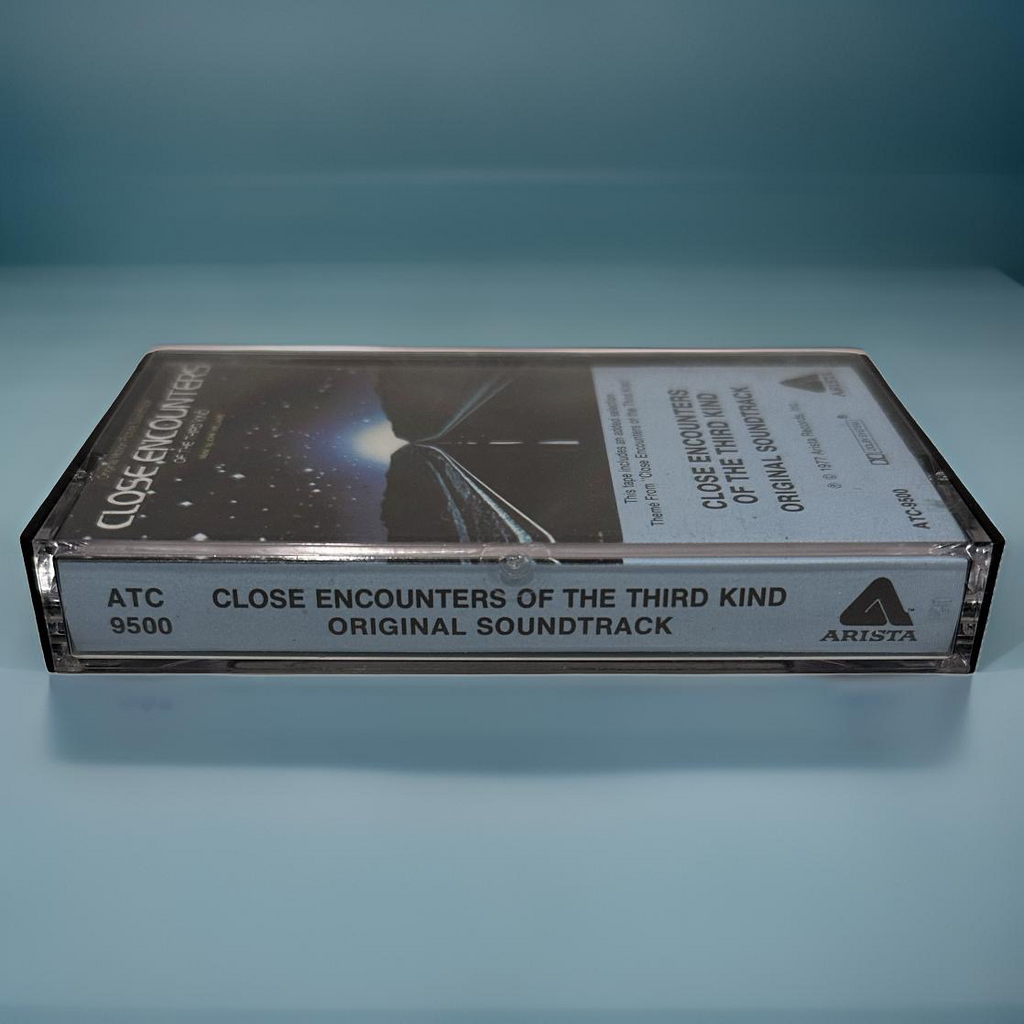 CLOSE ENCOUNTERS
OF THE THIRD KIND
This tape includes an added selection
Theme From "Close Encounters of the Third Kind"
CLOSE ENCOUNTERS
OF THE THIRD KIND
ORIGINAL SOUNDTRACK
℗ © 1977 Arista Records, Inc.
ARISTA
ATC-9500
ATC
9500
CLOSE ENCOUNTERS OF THE THIRD KIND
ORIGINAL SOUNDTRACK
ARISTA